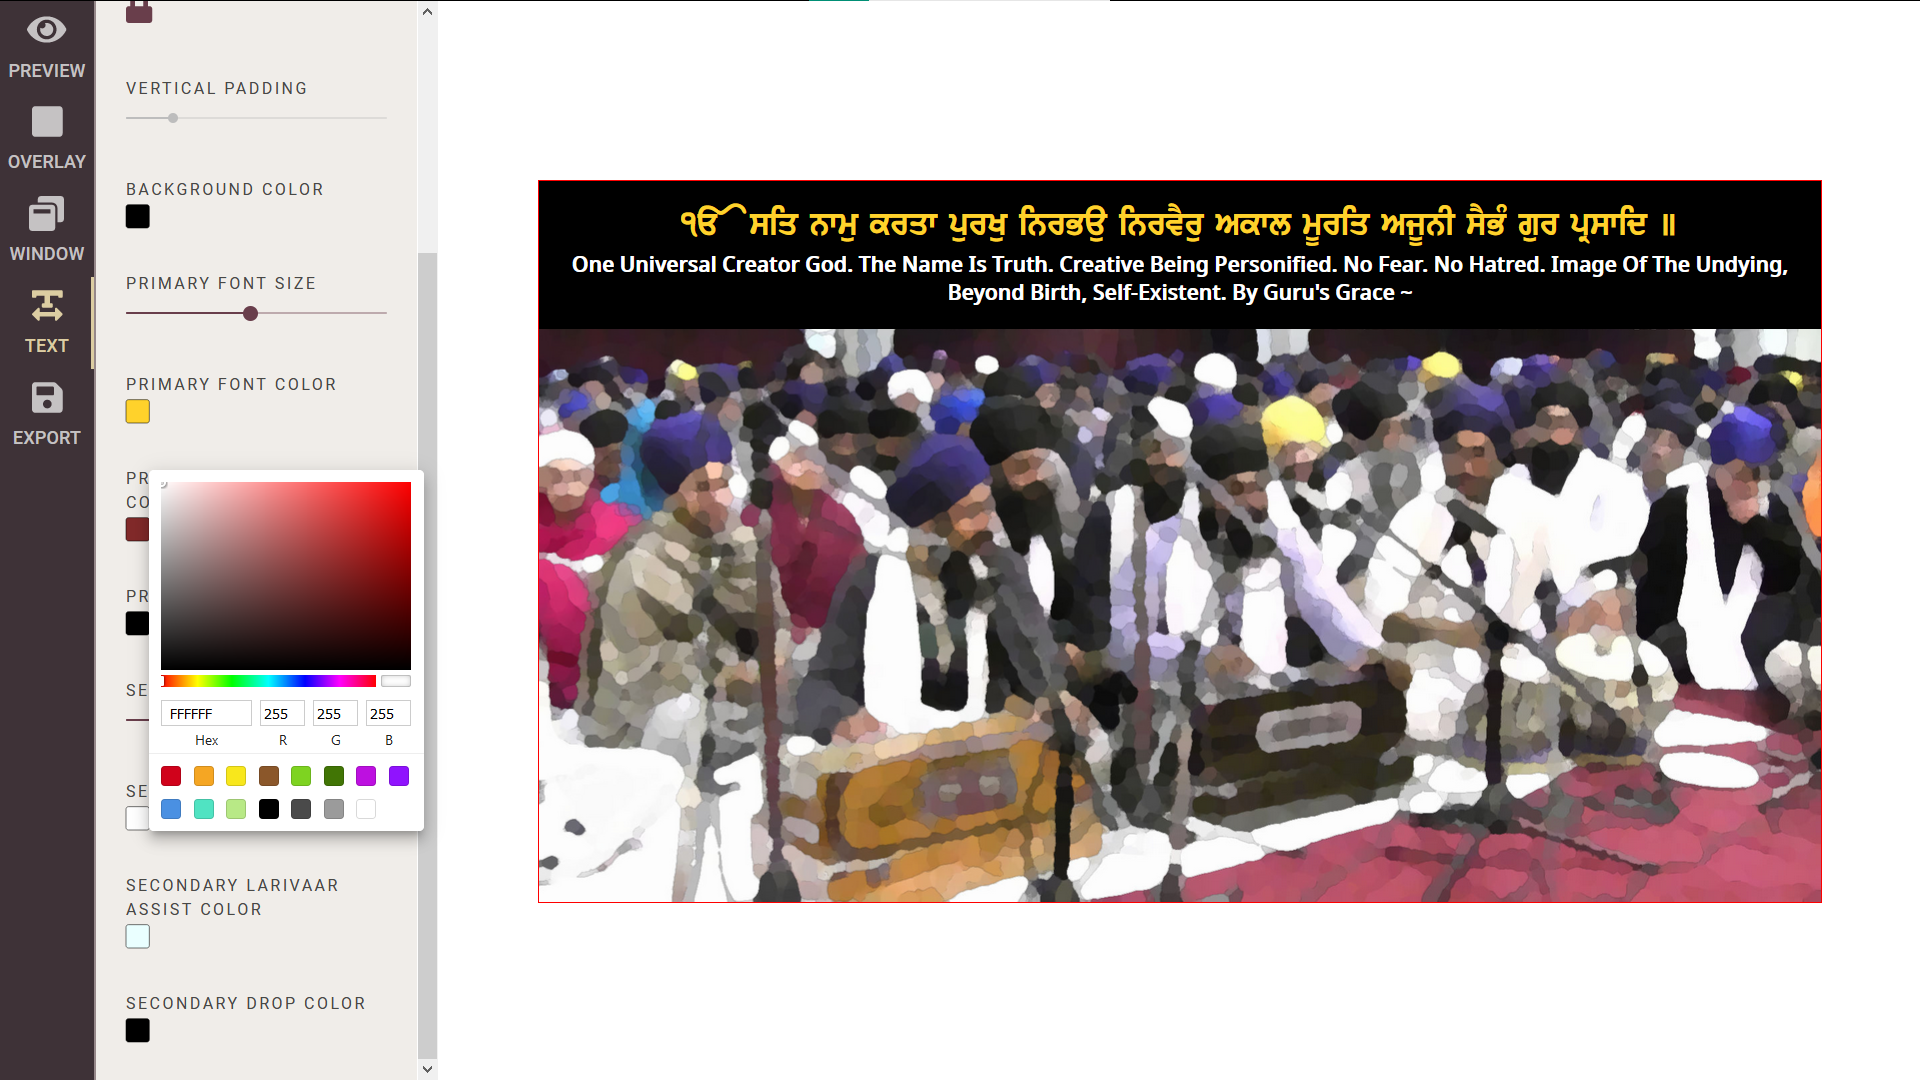 PREVIEW
OVERLAY
WINDOW
TEXT
EXPORT
VERTICAL PADDING
BACKGROUND COLOR
PRIMARY FONT SIZE
PRIMARY FONT COLOR
PR
CO
PR
SE
SE
FFFFFF 255 255 255
Hex R G B
SECONDARY LARIVAAR
ASSIST COLOR
SECONDARY DROP COLOR
ੴ ਸਤਿ ਨਾਮੁ ਕਰਤਾ ਪੁਰਖੁ ਨਿਰਭਉ ਨਿਰਵੈਰੁ ਅਕਾਲ ਮੂਰਤਿ ਅਜੂਨੀ ਸੈਭੰ ਗੁਰ ਪ੍ਰਸਾਦਿ ॥
One Universal Creator God. The Name Is Truth. Creative Being Personified. No Fear. No Hatred. Image Of The Undying,
Beyond Birth, Self-Existent. By Guru's Grace ~